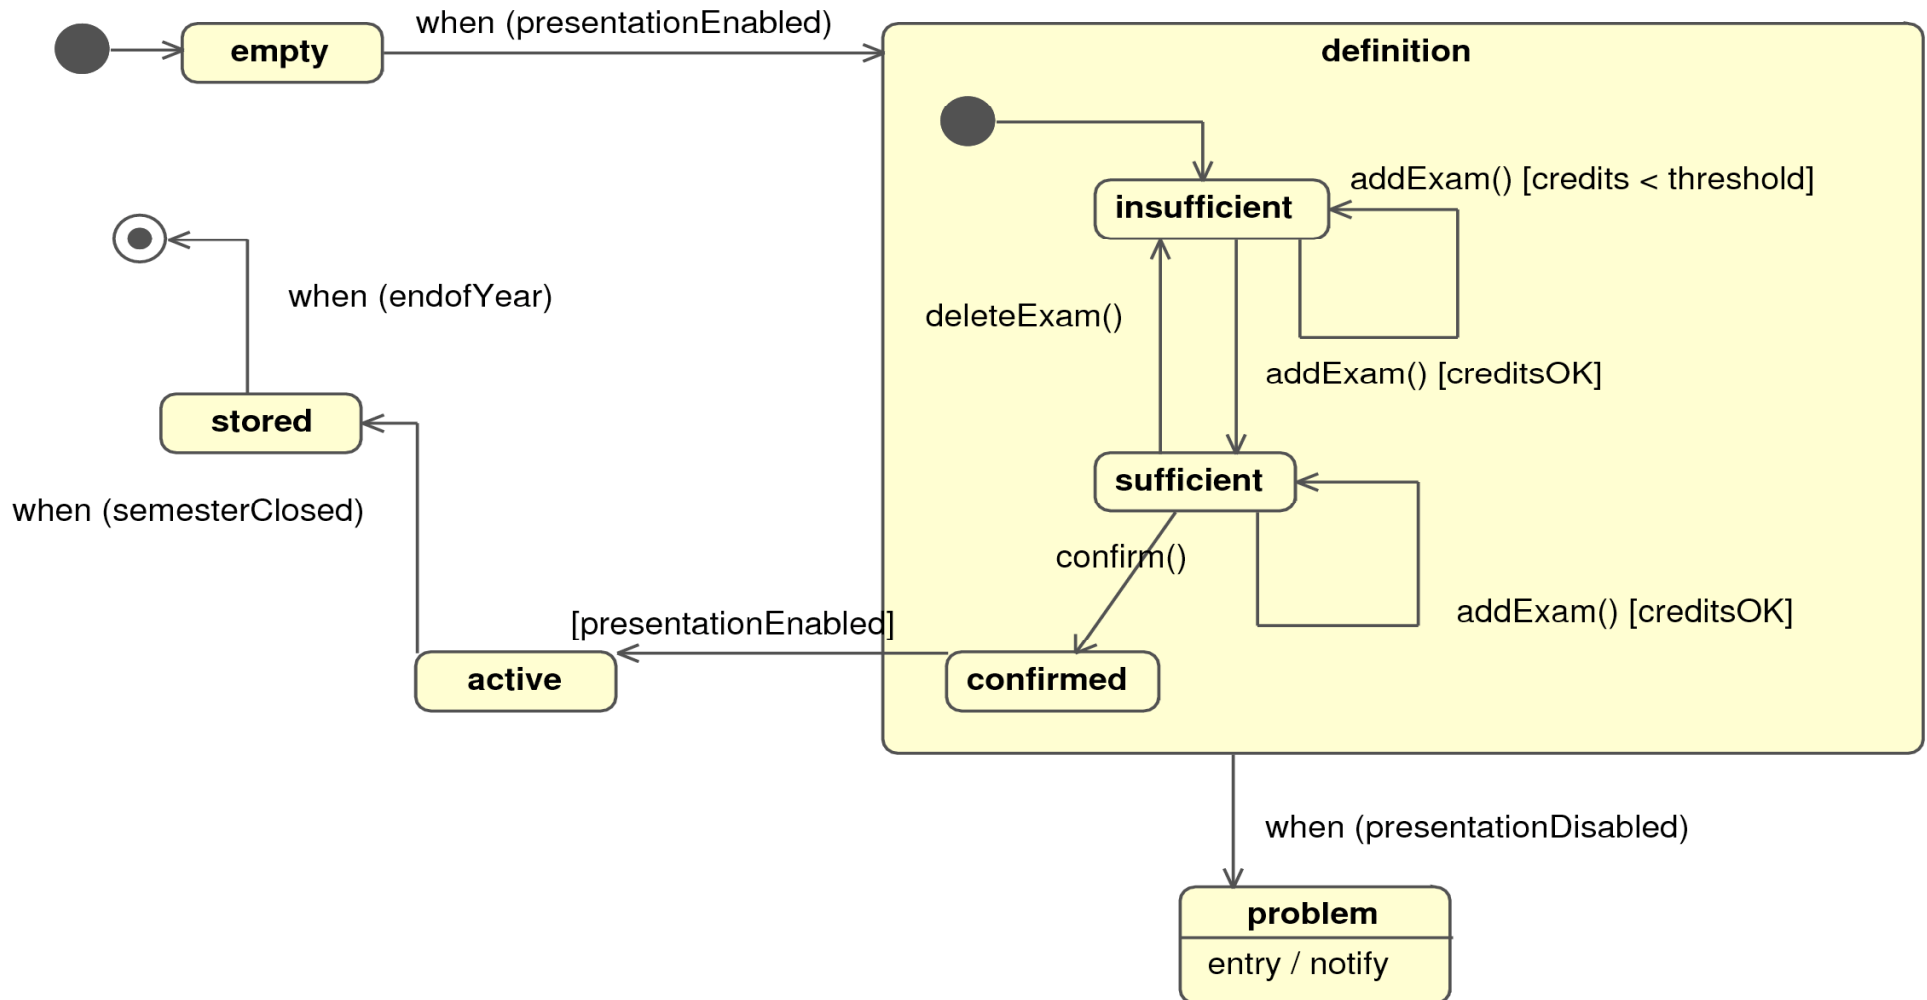 when (presentationEnabled)
empty
definition
addExam() [credits < threshold]
insufficient
when (endofYear)
deleteExam()
addExam() [creditsOK]
stored
sufficient
when (semesterClosed)
confirm()
addExam() [creditsOK]
[presentationEnabled]
active
confirmed
when (presentationDisabled)
problem
entry / notify